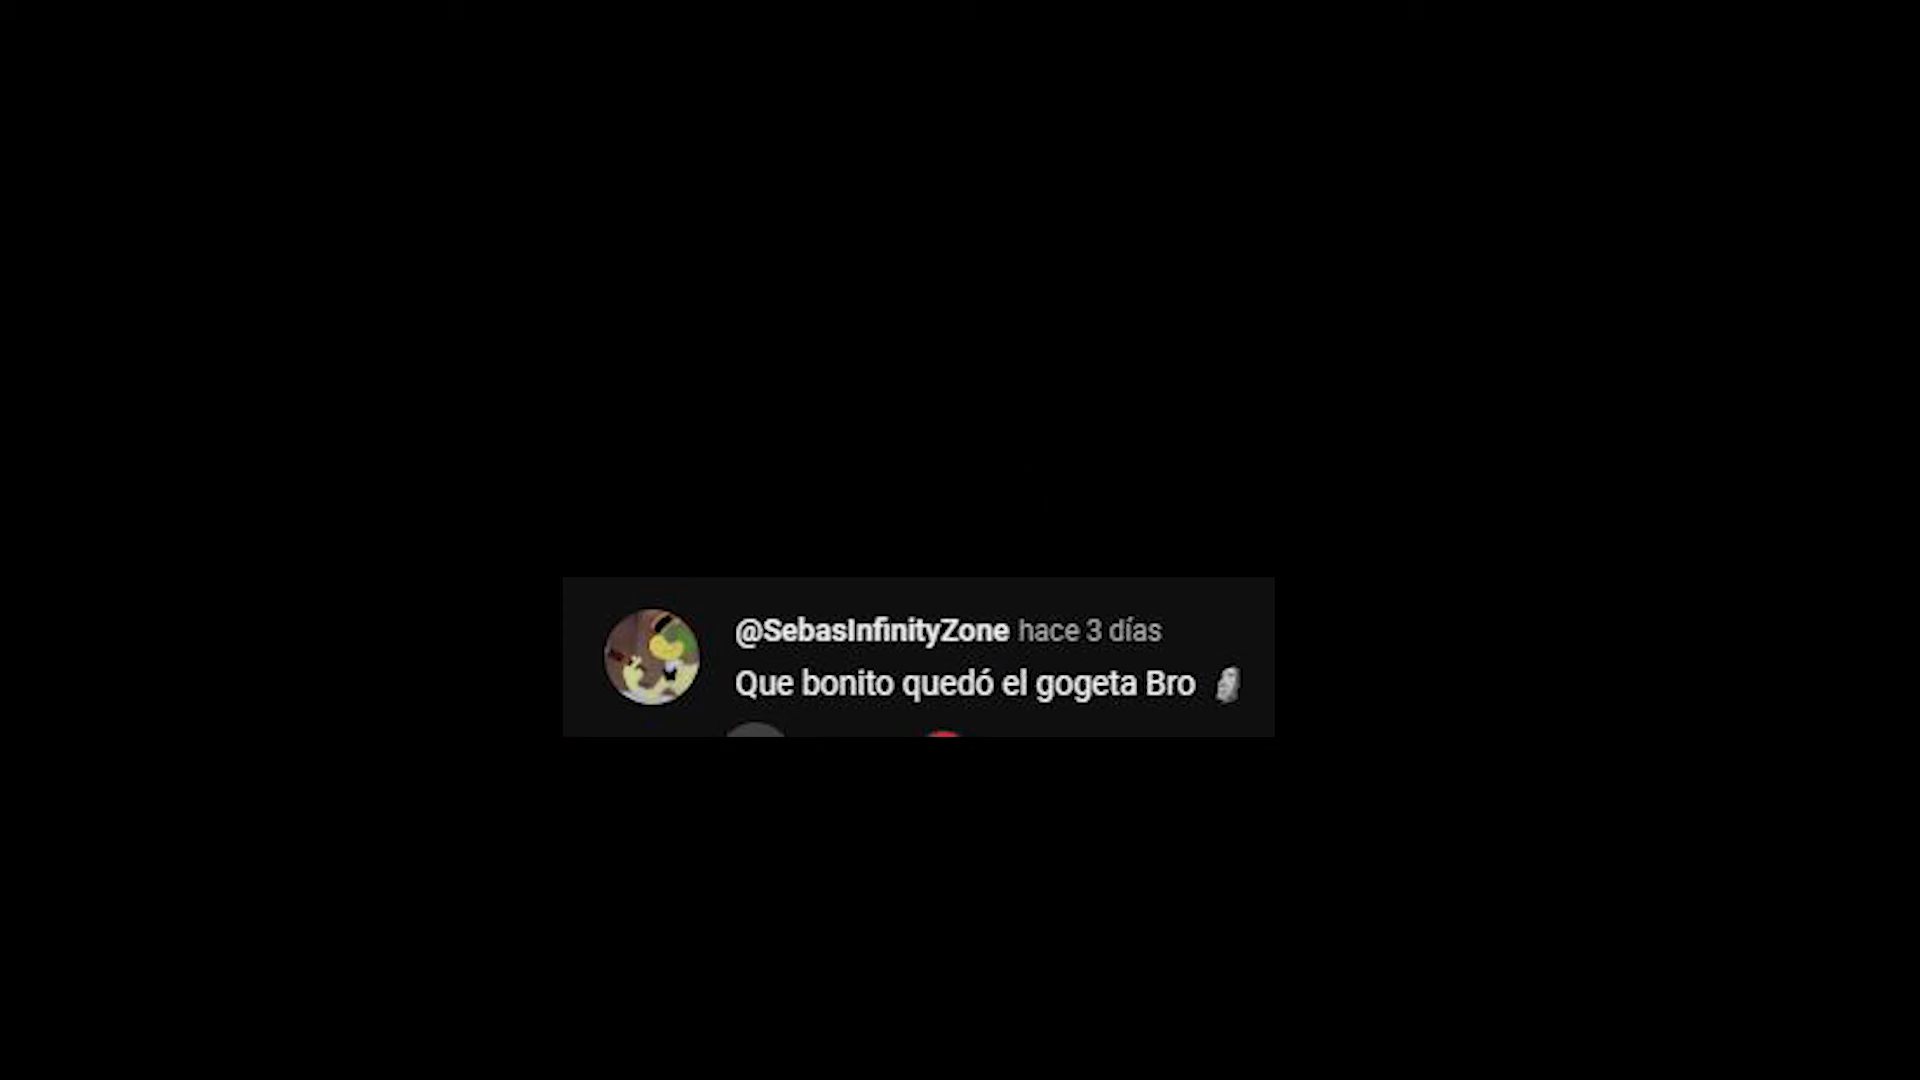 @SebasInfinityZone hace 3 días
Que bonito quedó el gogeta Bro 🗿